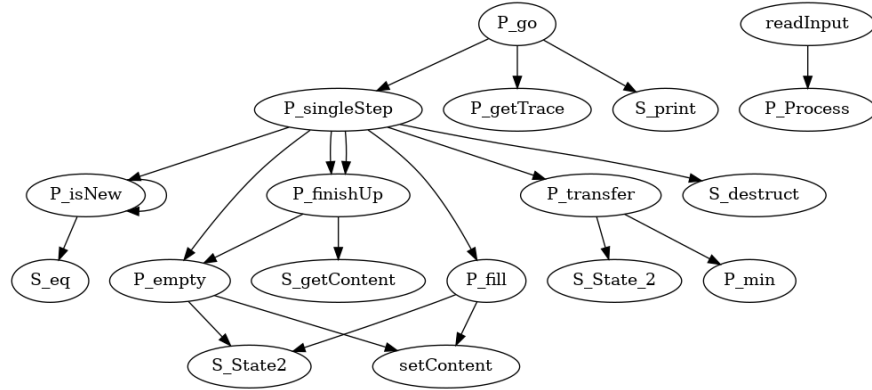 P_go
readInput
P_singleStep
P_getTrace
S_print
P_Process
P_isNew
P_finishUp
P_transfer
S_destruct
S_eq
P_empty
S_getContent
P_fill
S_State_2
P_min
S_State2
setContent